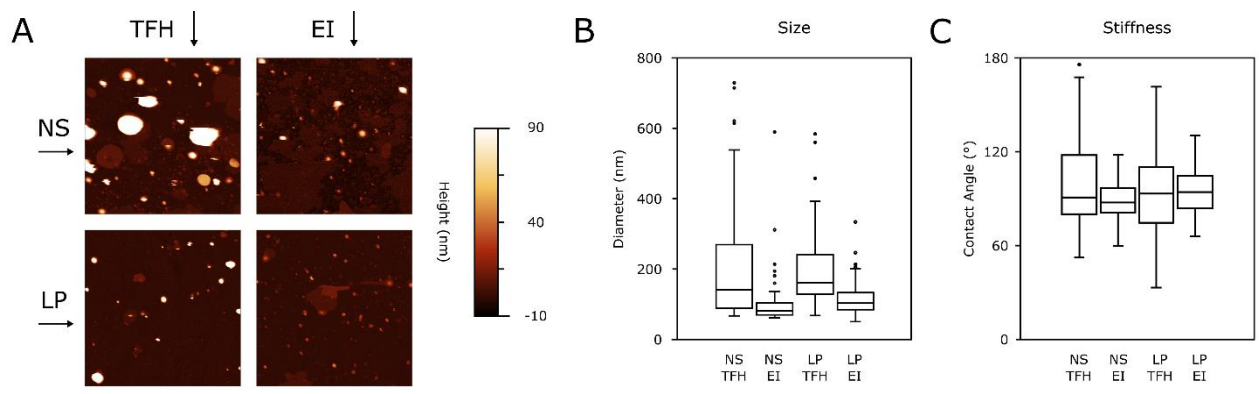 A
TFH
EI
NS
LP
90
40
-10
Height (nm)
B
Size
Diameter (nm)
800
600
400
200
0
NS
TFH
NS
EI
LP
TFH
LP
EI
C
Stiffness
Contact Angle (°)
180
120
60
0
NS
TFH
NS
EI
LP
TFH
LP
EI